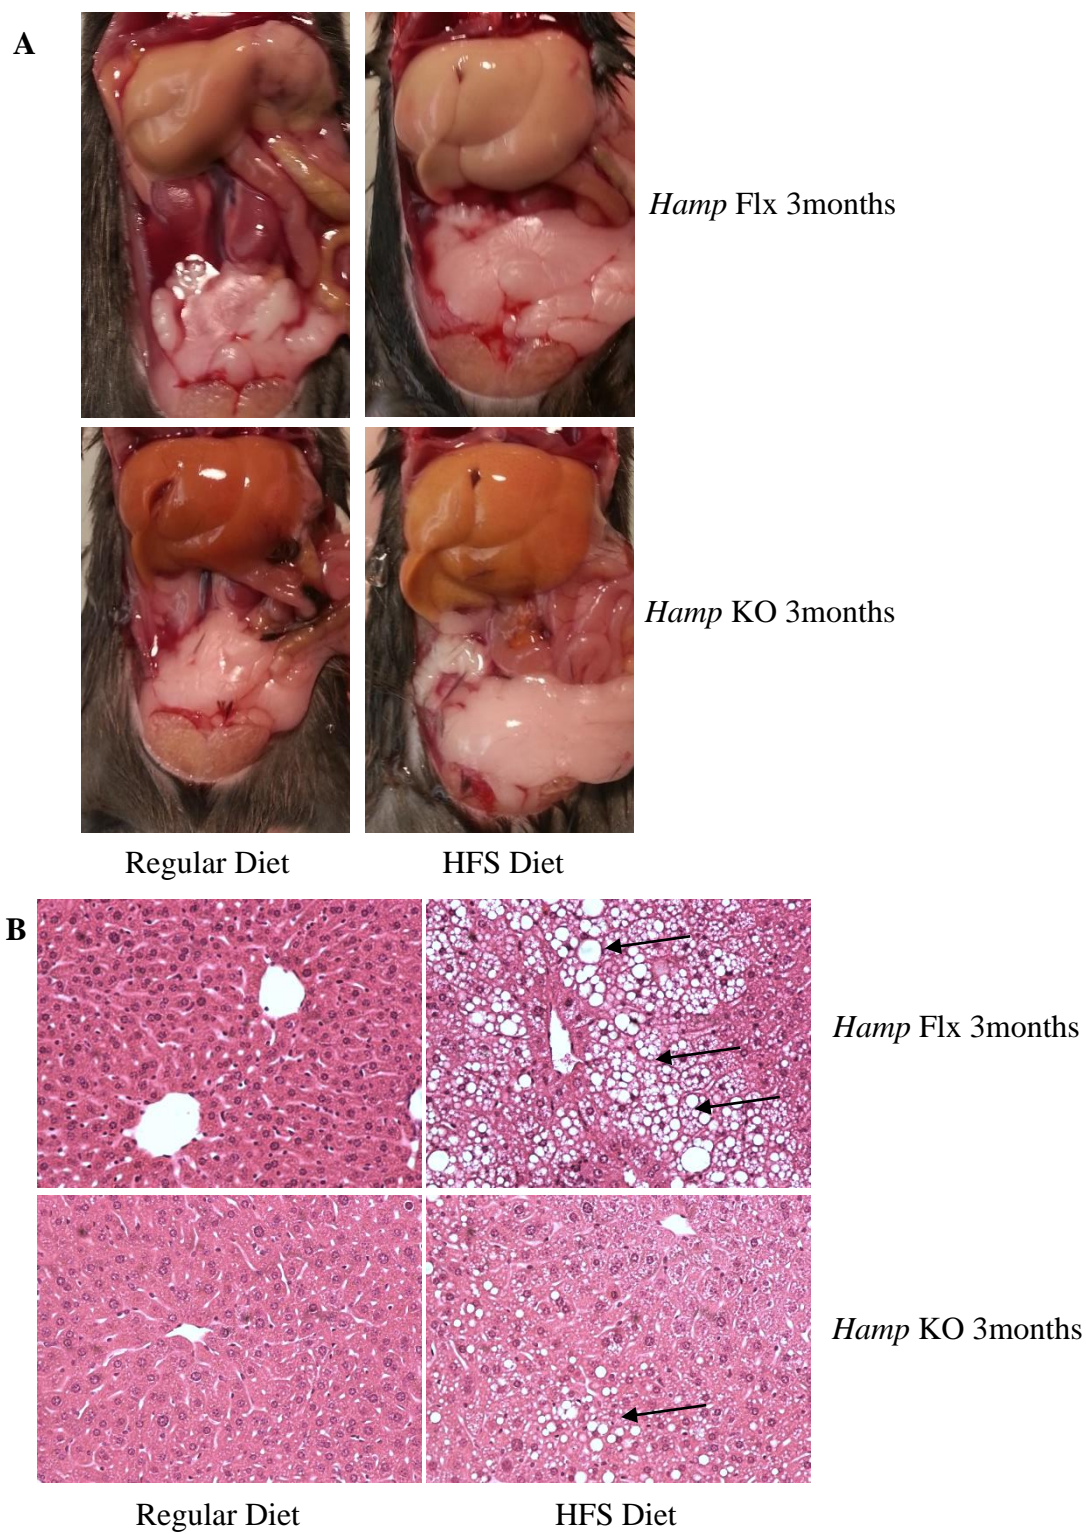 A
Hamp Flx 3months
Hamp KO 3months
Regular Diet HFS Diet
B
Hamp Flx 3months
Hamp KO 3months
Regular Diet HFS Diet